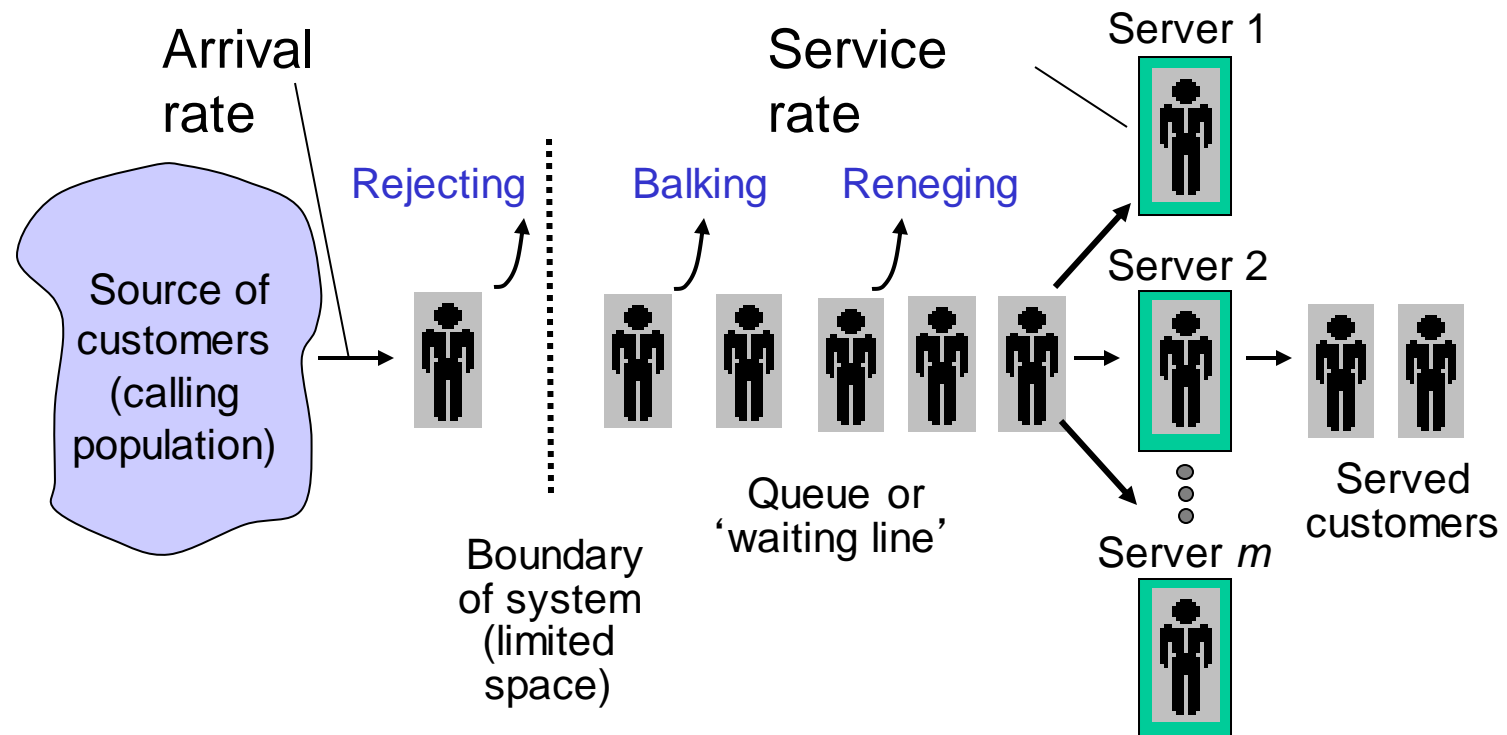 Arrival
rate
Service
rate
Server 1
Rejecting
Balking
Reneging
Source of
customers
(calling
population)
Server 2
Queue or
‘waiting line’
Served
customers
Boundary
of system
(limited
space)
Server m